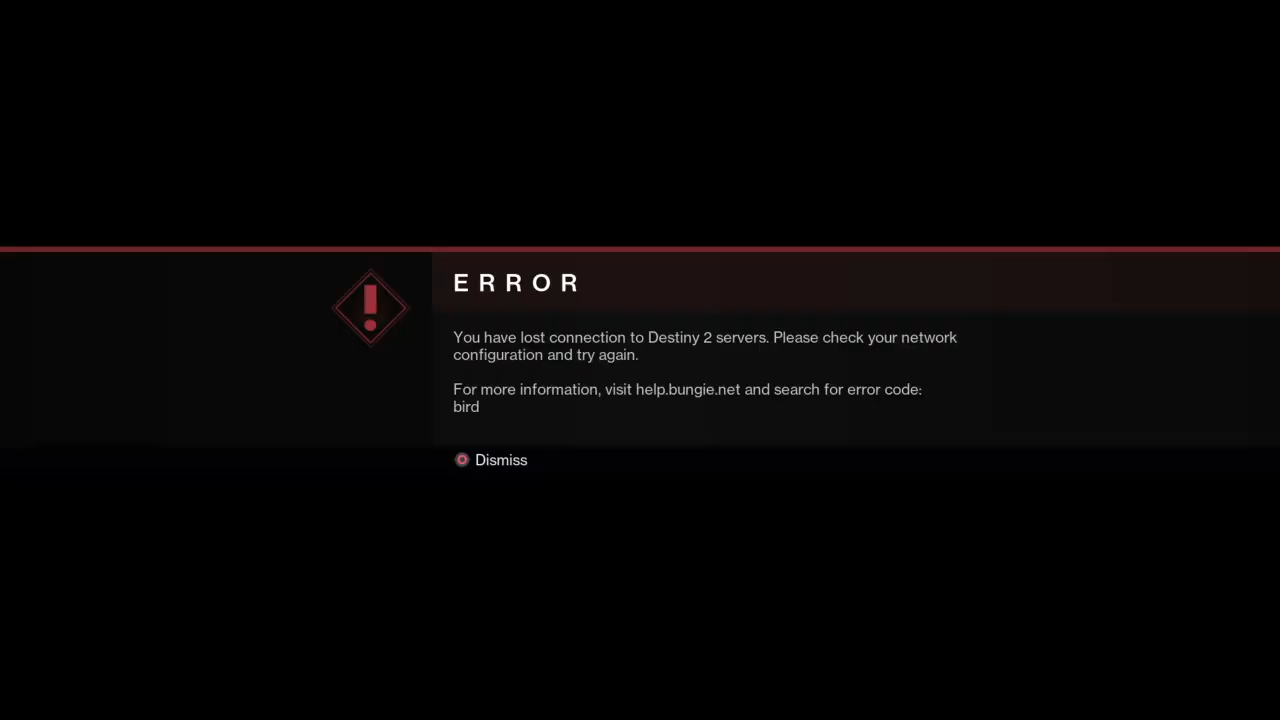 ERROR
You have lost connection to Destiny 2 servers. Please check your network
configuration and try again.
For more information, visit help.bungie.net and search for error code:
bird
Dismiss